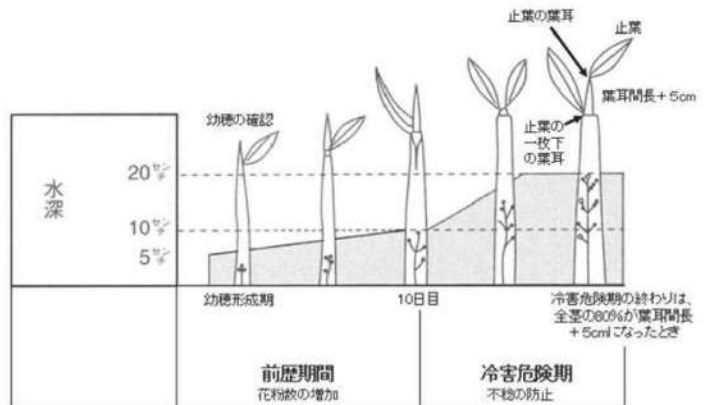 止葉の葉耳
止葉
葉耳間長＋5cm
幼穂の確認
止葉の
一枚下
の葉耳
水深
20センチ
10センチ
5センチ
幼穂形成期
10日目
冷害危険期の終わりは、
全茎の80%が葉耳間長
＋5cmになったとき
前歴期間
花粉数の増加
冷害危険期
不稔の防止